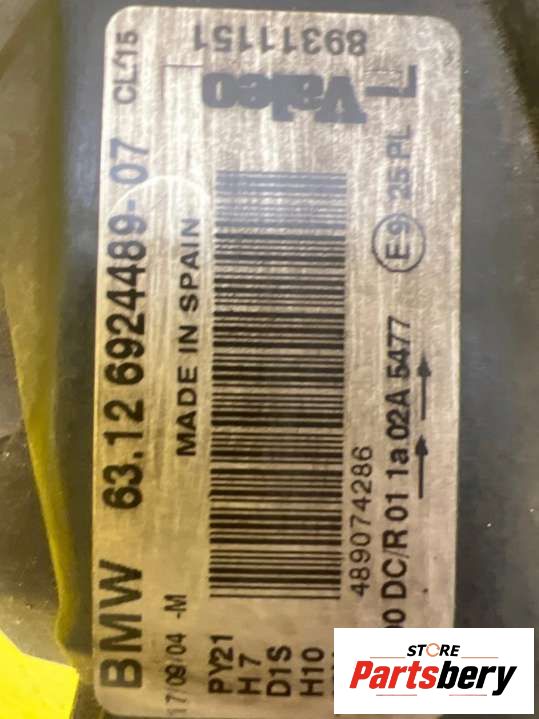 BMW 63.12 6924489-07 CL15
17/09/04 -M MADE IN SPAIN
PY21
H7
D1S
H10
489074286
Valeo
89311151
00 DC/R 01 1a 02A 5477 E9 25 PL
STORE
Partsbery